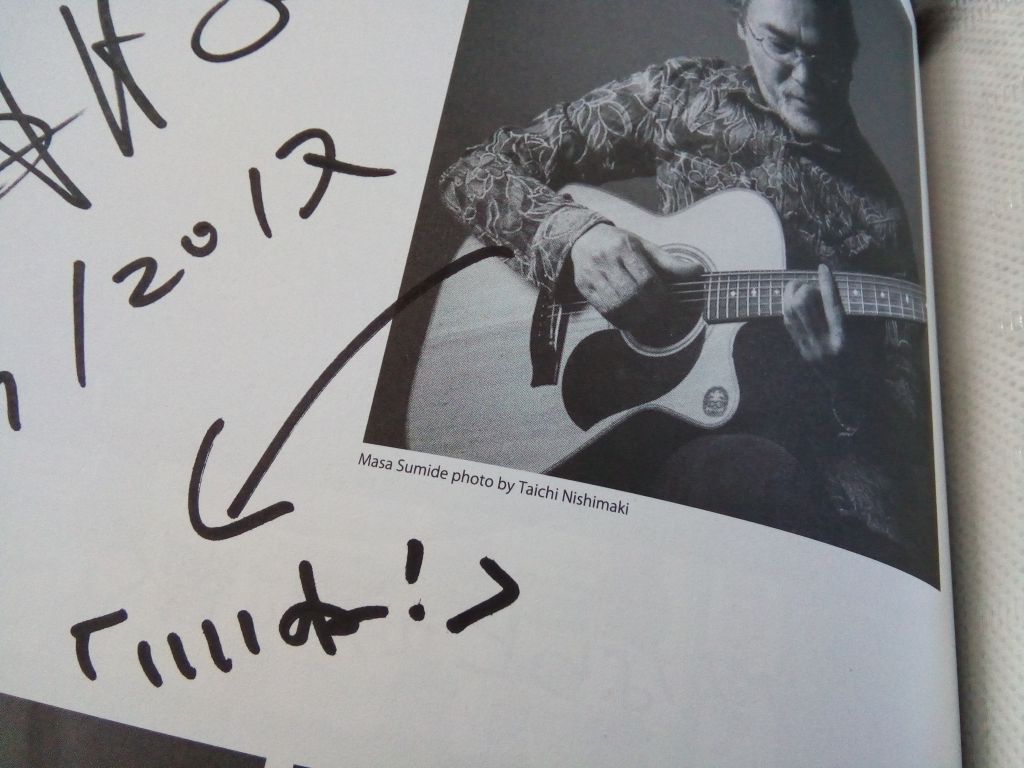 /2017
Masa Sumide photo by Taichi Nishimaki
「いいね!」